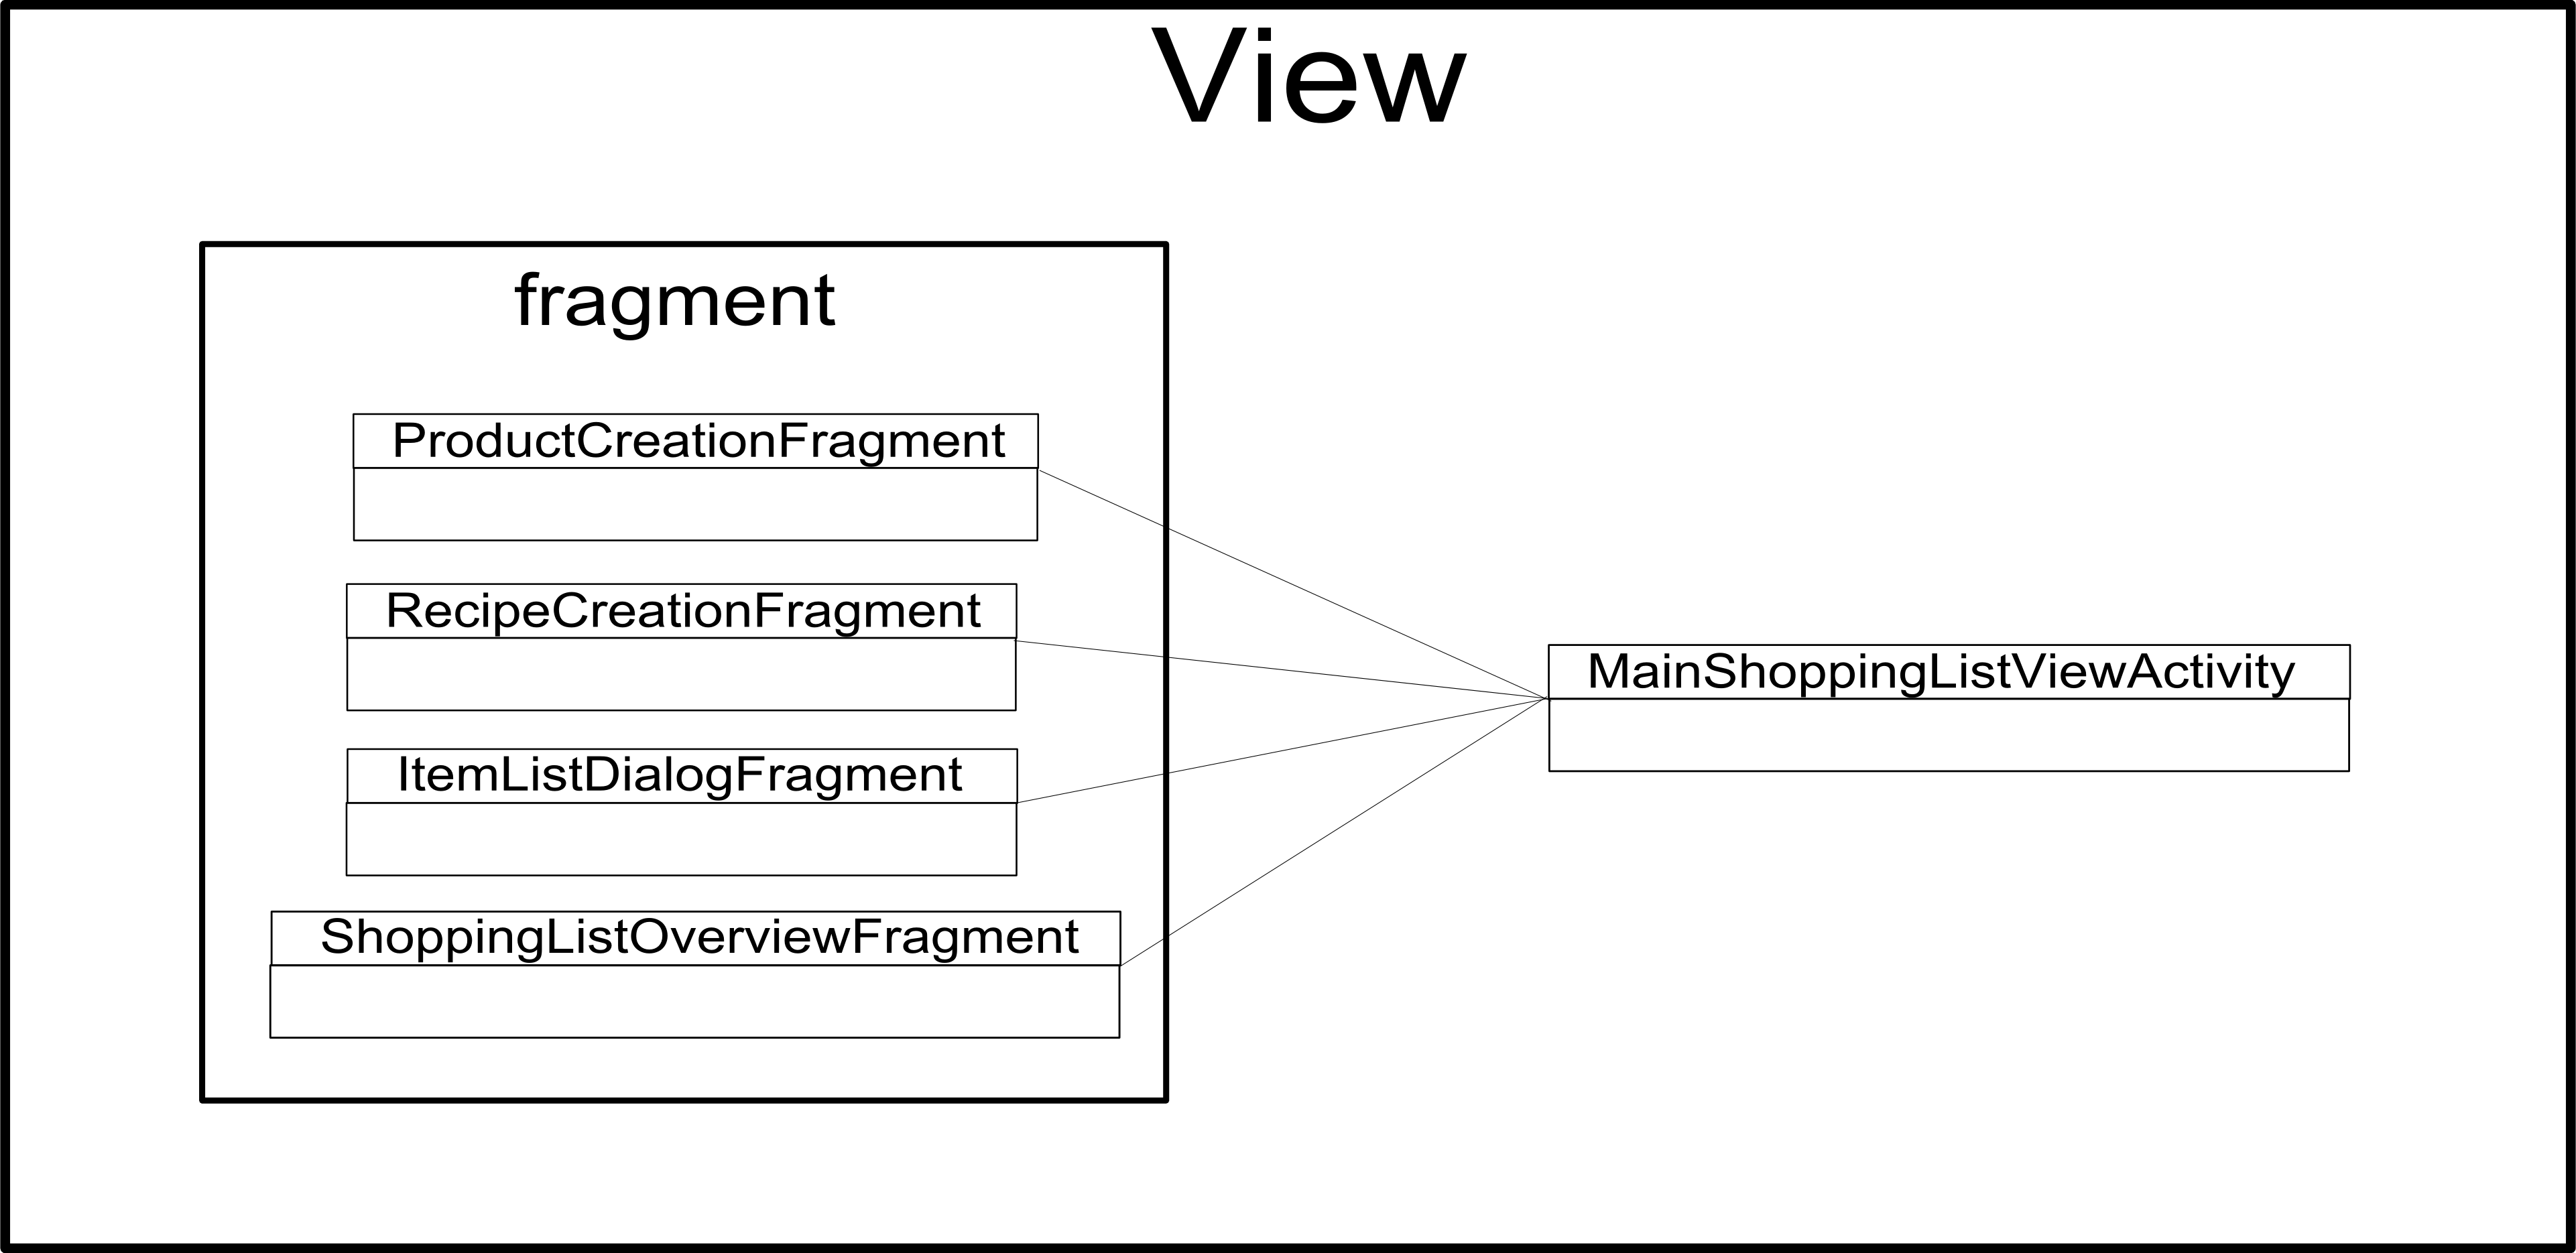 View
fragment
ProductCreationFragment
RecipeCreationFragment
MainShoppingListViewActivity
ItemListDialogFragment
ShoppingListOverviewFragment